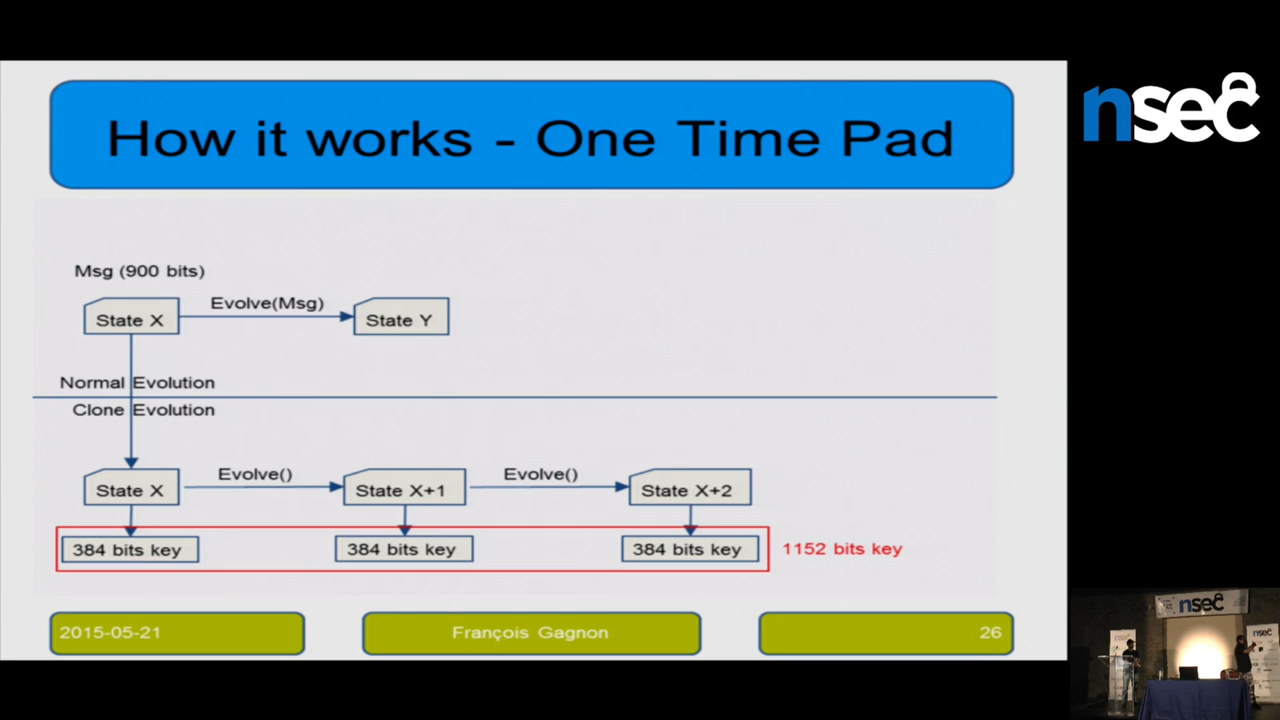 How it works - One Time Pad
nsec
Msg (900 bits)
Evolve(Msg)
State X
State Y
Normal Evolution
Clone Evolution
Evolve()
Evolve()
State X
State X+1
State X+2
384 bits key
384 bits key
384 bits key
1152 bits key
2015-05-21
François Gagnon
26
nsec
nsec